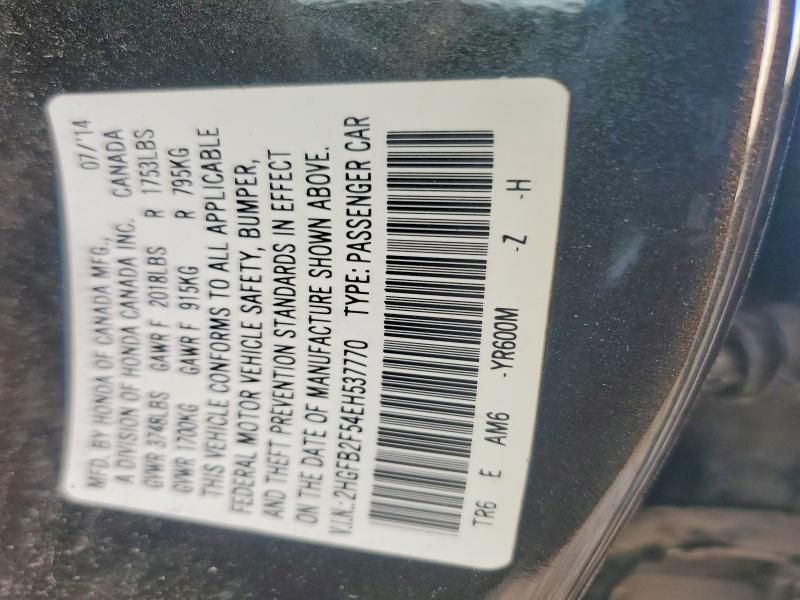 MFD. BY HONDA OF CANADA MFG., 07/'14
A DIVISION OF HONDA CANADA INC. CANADA
GVWR 3748LBS GAWR F 2018LBS R 1753LBS
GVWR 1700KG GAWR F 915KG R 795KG
THIS VEHICLE CONFORMS TO ALL APPLICABLE
FEDERAL MOTOR VEHICLE SAFETY, BUMPER,
AND THEFT PREVENTION STANDARDS IN EFFECT
ON THE DATE OF MANUFACTURE SHOWN ABOVE.
V.I.N.: 2HGFB2F54EH537770 TYPE: PASSENGER CAR
TR6 E AM6 -YR600M -Z -H